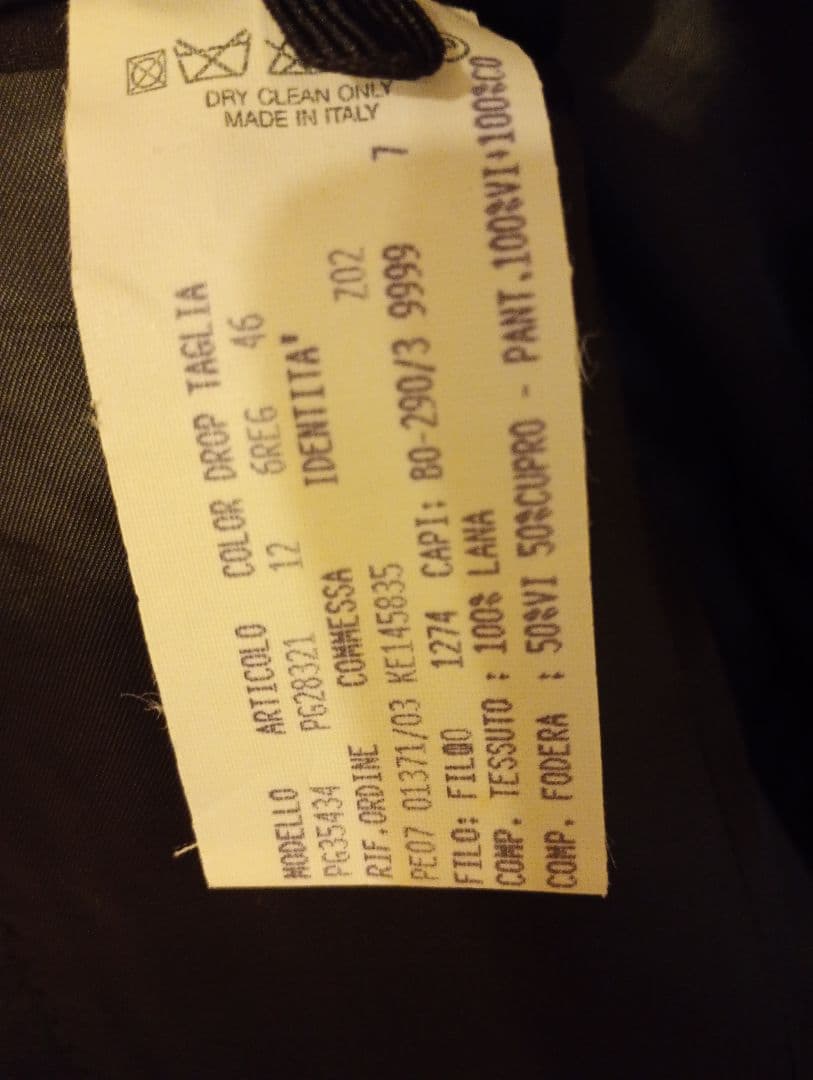 DRY CLEAN ONLY
MADE IN ITALY
MODELLO ARTICOLO COLOR DROP TAGLIA
PG35434 PG28321 12 6REG 46
RIF.ORDINE COMMESSA IDENTITA'
PE07 01371/03 KE145835 Z02 7
FILO: FIL00 1274 CAPI: BO-290/3 9999
COMP. TESSUTO : 100% LANA
COMP. FODERA : 50%VI 50%CUPRO - PANT.100%VI+100%CO